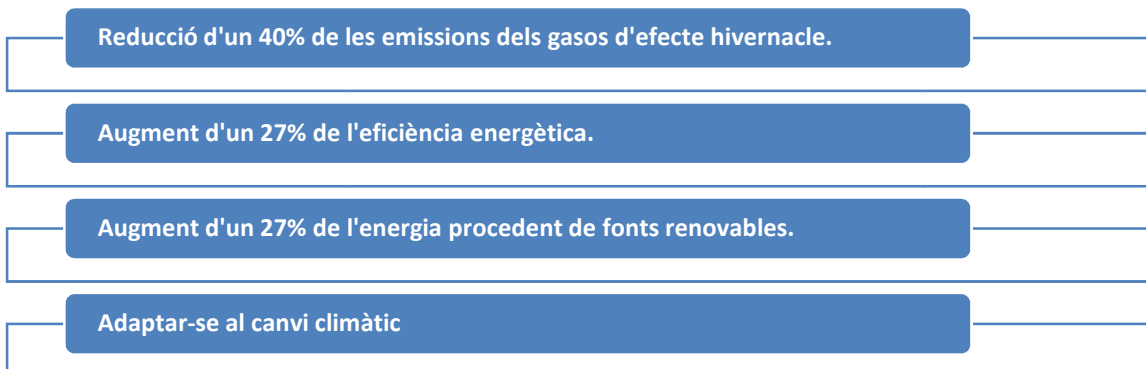 Reducció d'un 40% de les emissions dels gasos d'efecte hivernacle.
Augment d'un 27% de l'eficiència energètica.
Augment d'un 27% de l'energia procedent de fonts renovables.
Adaptar-se al canvi climàtic